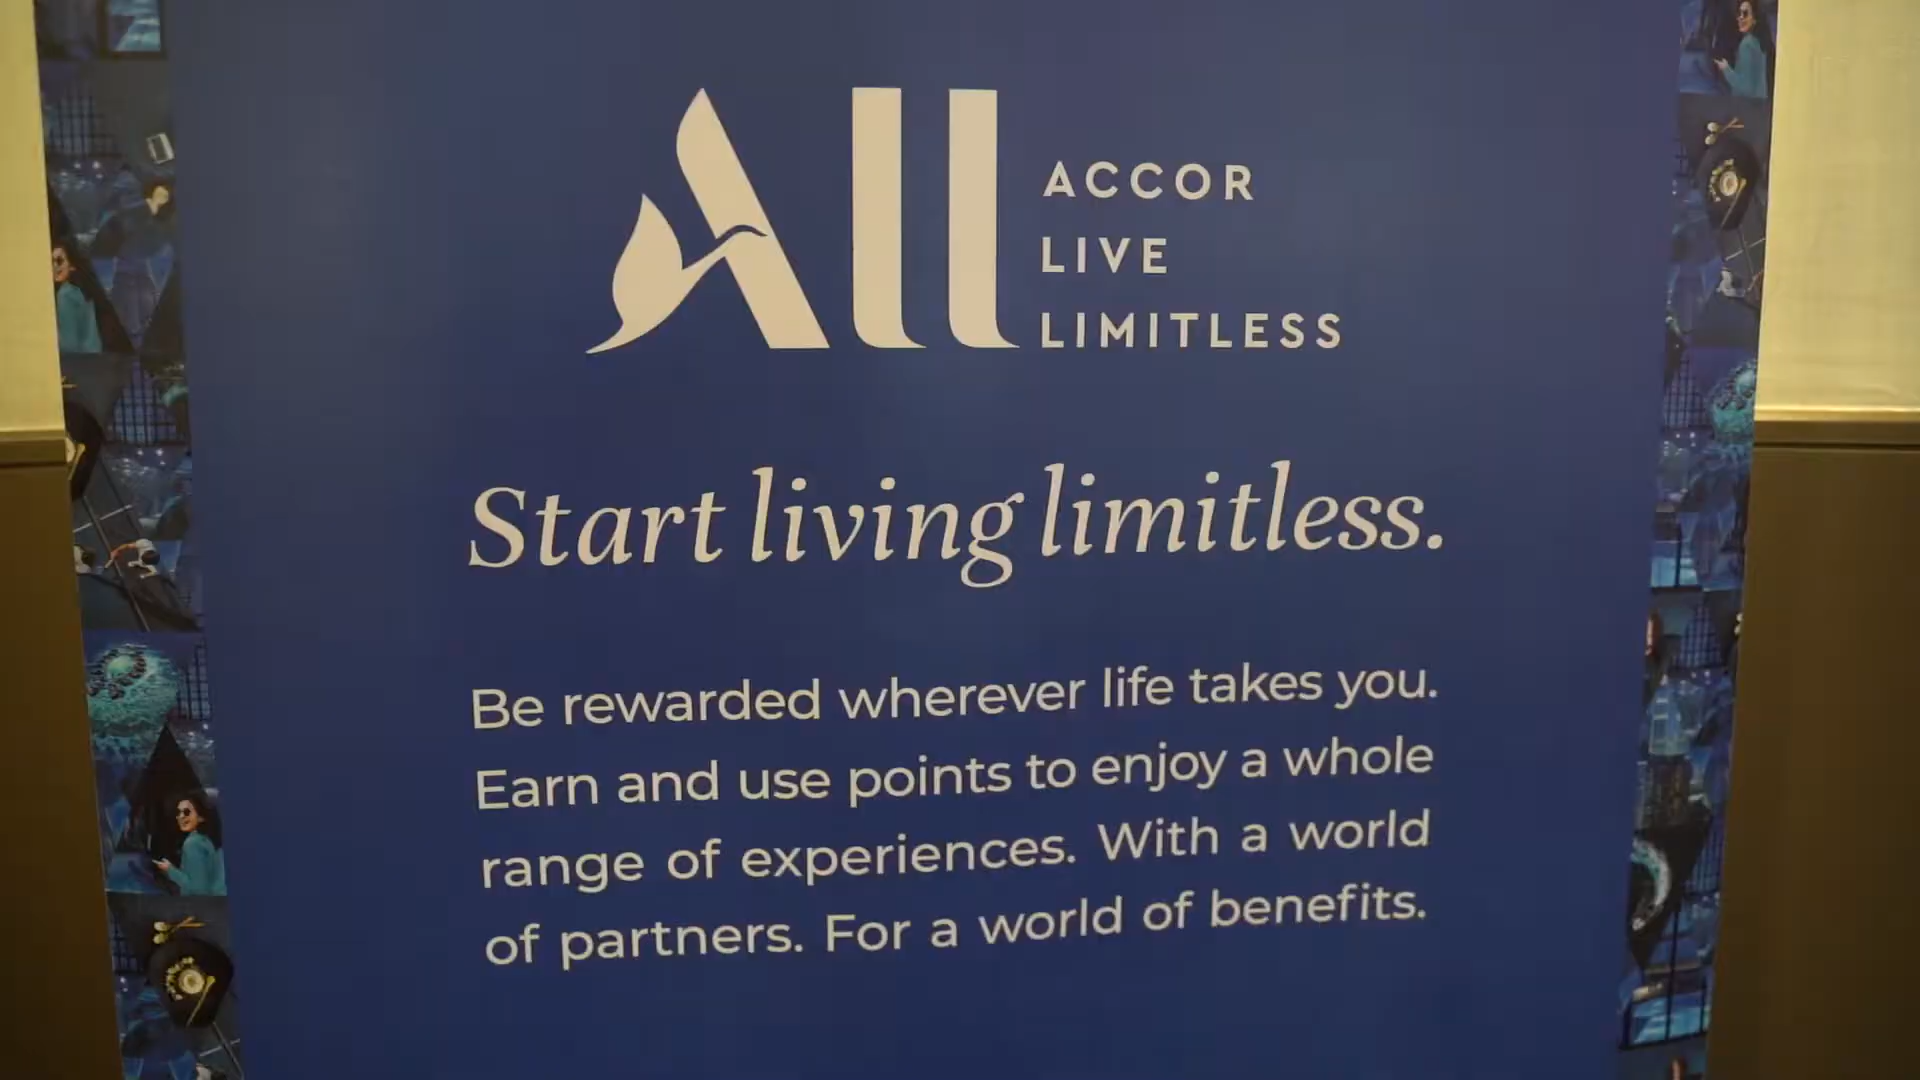 All
ACCOR
LIVE
LIMITLESS
Start living limitless.
Be rewarded wherever life takes you.
Earn and use points to enjoy a whole
range of experiences. With a world
of partners. For a world of benefits.